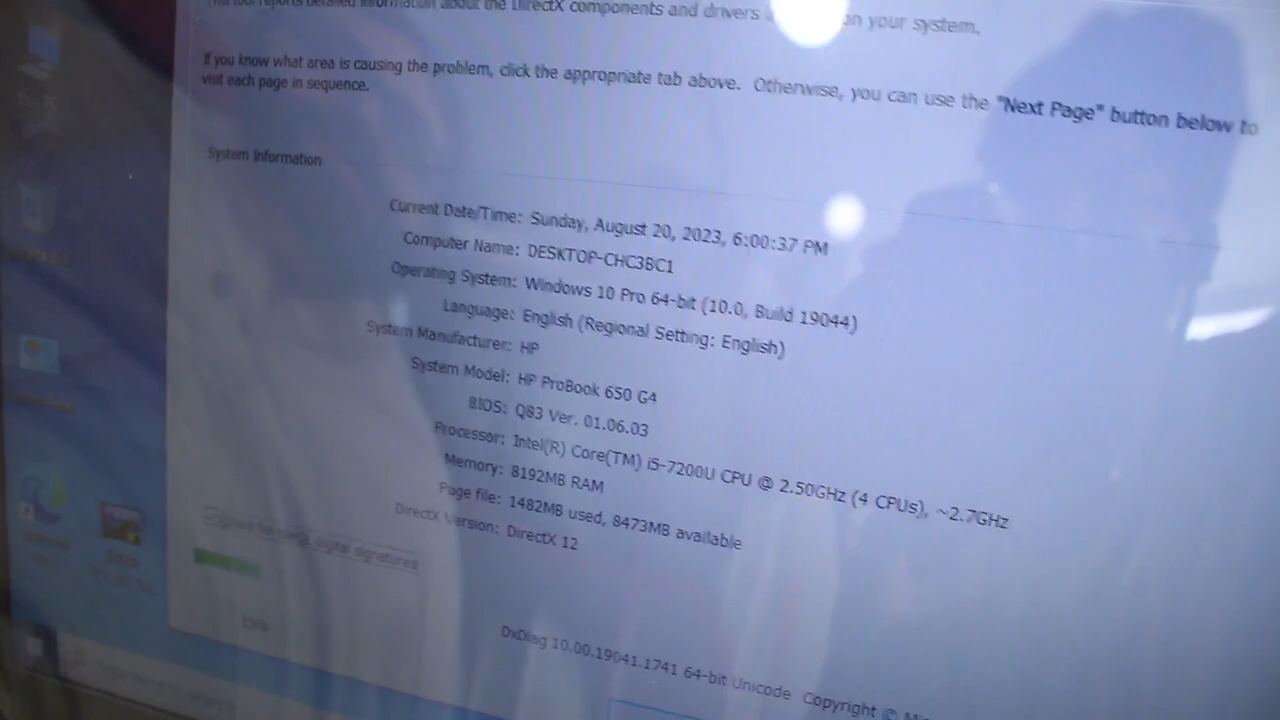 This tool reports detailed information about the DirectX components and drivers on your system.
If you know what area is causing the problem, click the appropriate tab above. Otherwise, you can use the "Next Page" button below to
visit each page in sequence.
System Information
Current Date/Time: Sunday, August 20, 2023, 6:00:37 PM
Computer Name: DESKTOP-CHC3BC1
Operating System: Windows 10 Pro 64-bit (10.0, Build 19044)
Language: English (Regional Setting: English)
System Manufacturer: HP
System Model: HP ProBook 650 G4
BIOS: Q83 Ver. 01.06.03
Processor: Intel(R) Core(TM) i5-7200U CPU @ 2.50GHz (4 CPUs), ~2.7GHz
Memory: 8192MB RAM
Page file: 1482MB used, 8473MB available
DirectX Version: DirectX 12
digital signatures
Help
DxDiag 10.00.19041.1741 64-bit Unicode Copyright ©